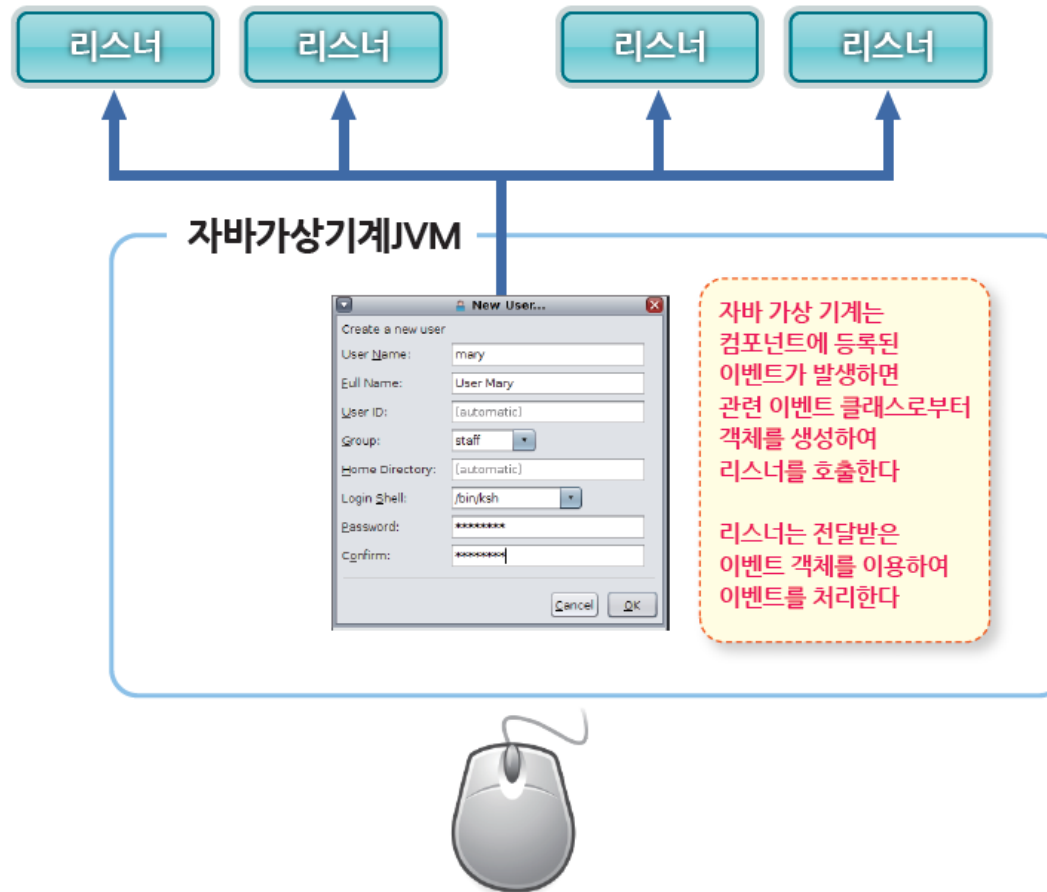 리스너
리스너
리스너
리스너
자바가상기계JVM
New User...
Create a new user
User Name:
mary
Full Name:
User Mary
User ID:
(automatic)
Group:
staff
Home Directory:
(automatic)
Login Shell:
/bin/ksh
Password:
********
Confirm:
********
Cancel
OK
자바 가상 기계는
컴포넌트에 등록된
이벤트가 발생하면
관련 이벤트 클래스로부터
객체를 생성하여
리스너를 호출한다
리스너는 전달받은
이벤트 객체를 이용하여
이벤트를 처리한다